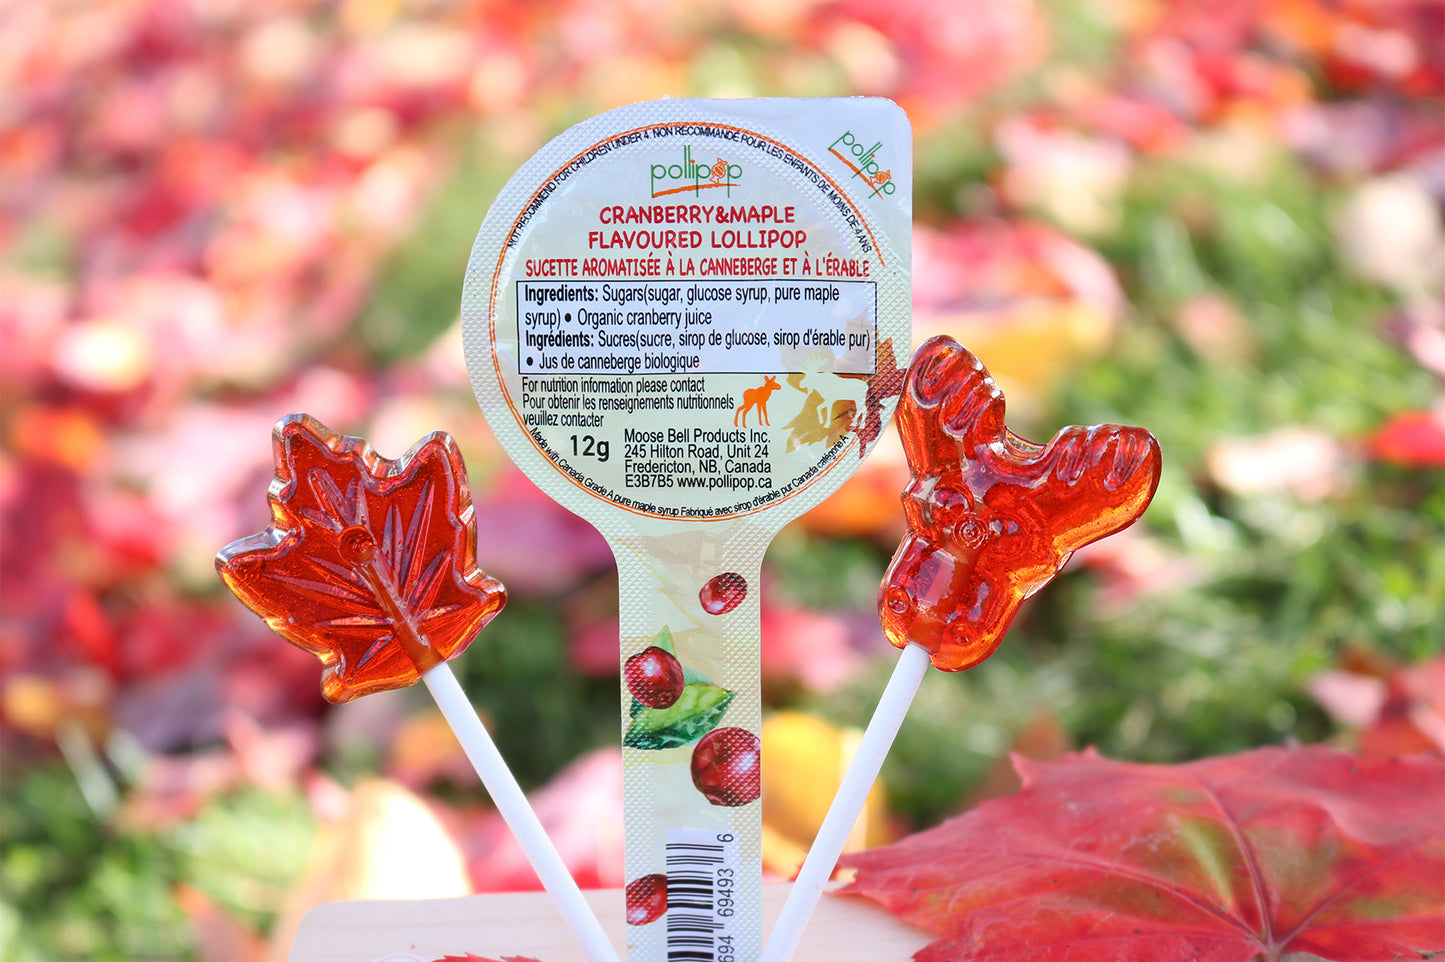 NOT RECOMMEND FOR CHILDREN UNDER 4. NON RECOMMANDÉ POUR LES ENFANTS DE MOINS DE 4 ANS
pollipop
pollipop
CRANBERRY&MAPLE
FLAVOURED LOLLIPOP
SUCETTE AROMATISÉE À LA CANNEBERGE ET À L'ÉRABLE
Ingredients: Sugars(sugar, glucose syrup, pure maple
syrup) • Organic cranberry juice
Ingrédients: Sucres(sucre, sirop de glucose, sirop d'érable pur)
• Jus de canneberge biologique
For nutrition information please contact
Pour obtenir les renseignements nutritionnels
veuillez contacter
12g
Moose Bell Products Inc.
245 Hilton Road, Unit 24
Fredericton, NB, Canada
E3B7B5 www.pollipop.ca
Made with Canada Grade A pure maple syrup Fabriqué avec sirop d'érable pur Canada catégorie A
694 69493 6